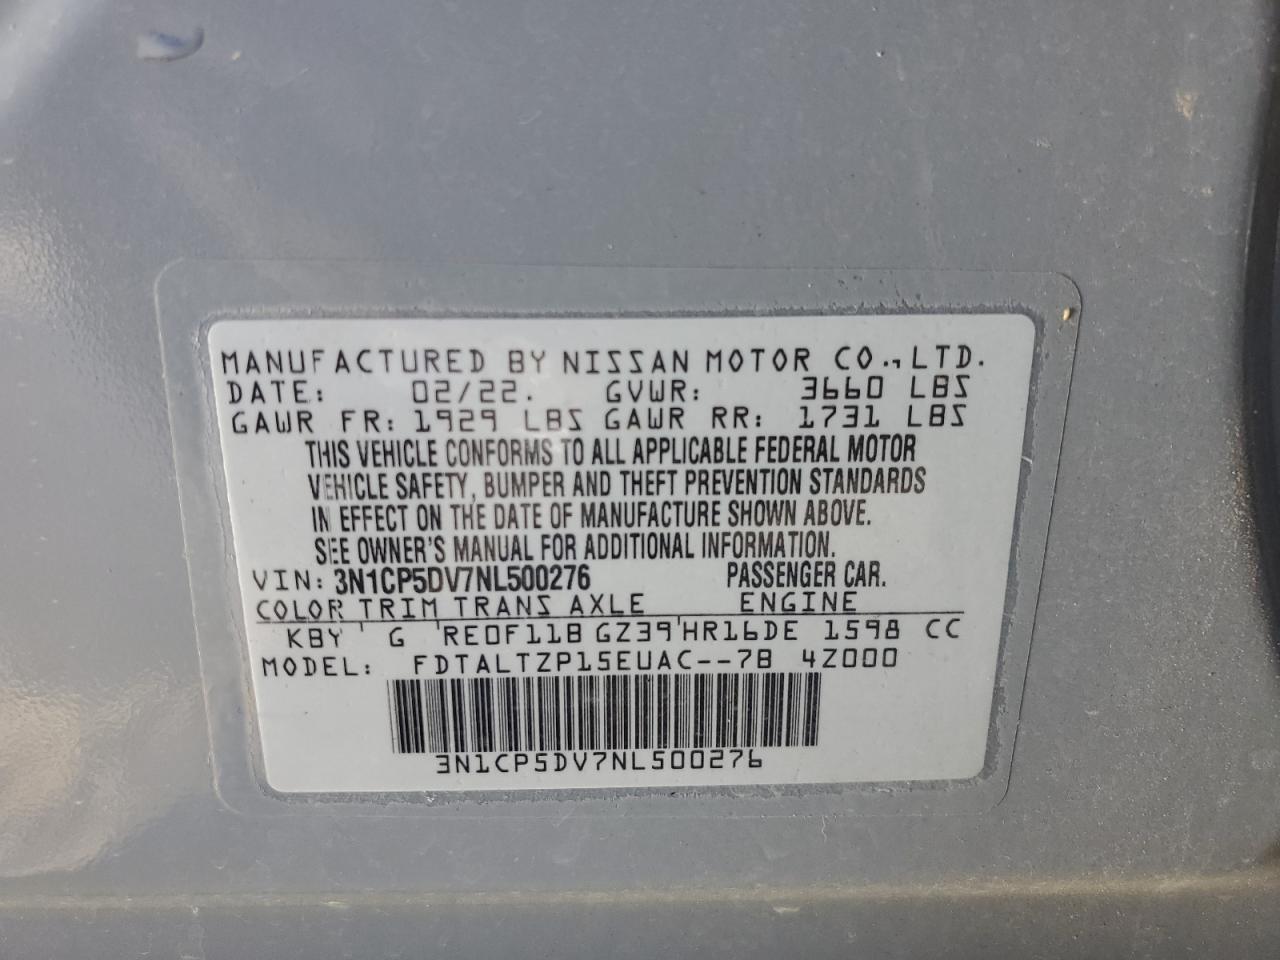 MANUFACTURED BY NISSAN MOTOR CO.,LTD.
DATE: 02/22. GVWR: 3660 LBS
GAWR FR: 1929 LBS GAWR RR: 1731 LBS
THIS VEHICLE CONFORMS TO ALL APPLICABLE FEDERAL MOTOR
VEHICLE SAFETY, BUMPER AND THEFT PREVENTION STANDARDS
IN EFFECT ON THE DATE OF MANUFACTURE SHOWN ABOVE.
SEE OWNER'S MANUAL FOR ADDITIONAL INFORMATION.
VIN: 3N1CP5DV7NL500276 PASSENGER CAR.
COLOR TRIM TRANS AXLE ENGINE
KBY ' G 'RE0F11B GZ39'HR16DE 1598 CC
MODEL: FDTALTZP15EUAC--7B 4Z000
3N1CP5DV7NL500276